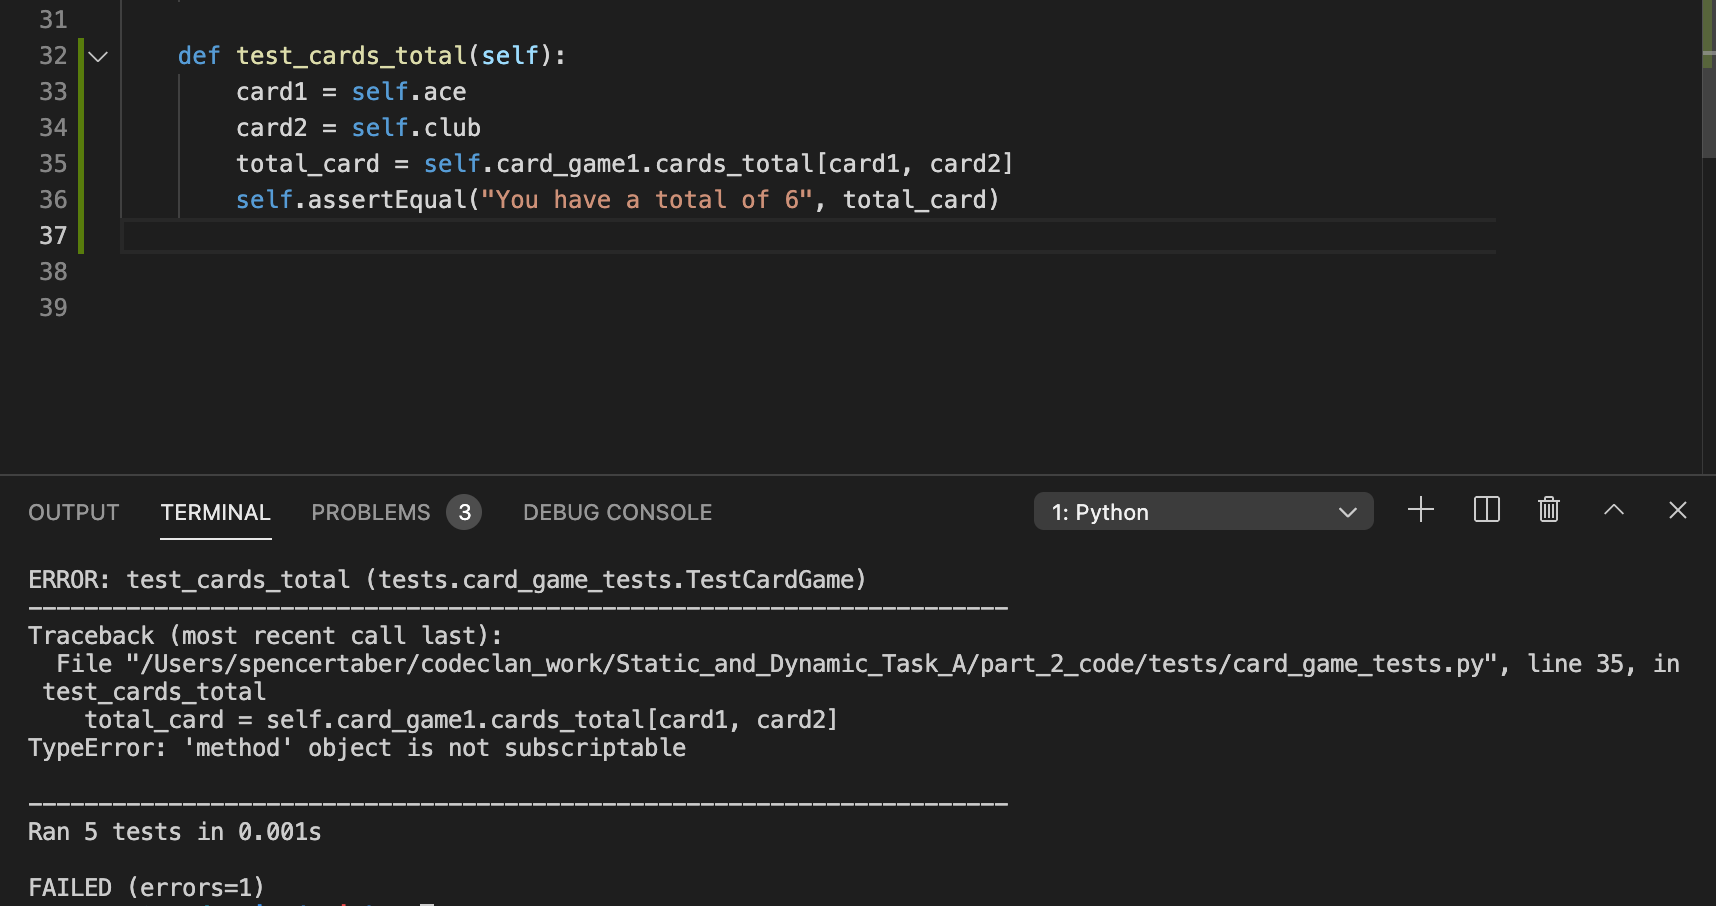 31
32 def test_cards_total(self):
33 card1 = self.ace
34 card2 = self.club
35 total_card = self.card_game1.cards_total[card1, card2]
36 self.assertEqual("You have a total of 6", total_card)
37
38
39
OUTPUT TERMINAL PROBLEMS 3 DEBUG CONSOLE 1: Python
ERROR: test_cards_total (tests.card_game_tests.TestCardGame)
----------------------------------------------------------------------
Traceback (most recent call last):
  File "/Users/spencertaber/codeclan_work/Static_and_Dynamic_Task_A/part_2_code/tests/card_game_tests.py", line 35, in
 test_cards_total
    total_card = self.card_game1.cards_total[card1, card2]
TypeError: 'method' object is not subscriptable
----------------------------------------------------------------------
Ran 5 tests in 0.001s
FAILED (errors=1)